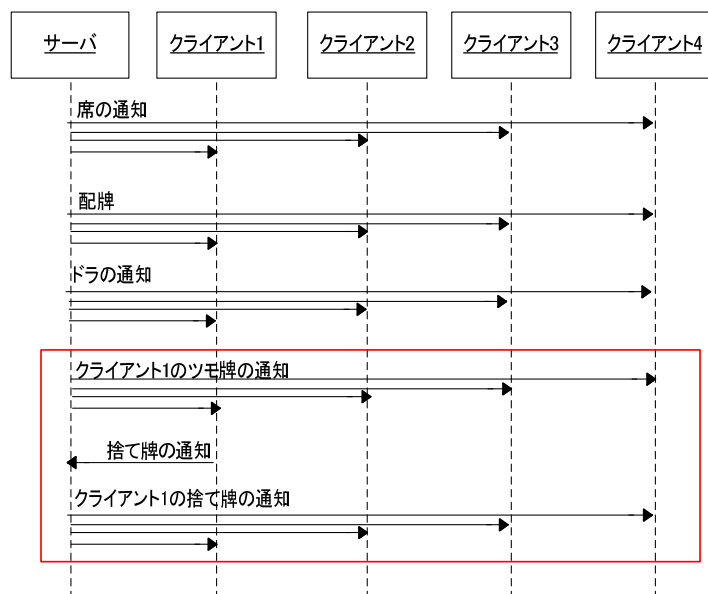 サーバ
クライアント1
クライアント2
クライアント3
クライアント4
席の通知
配牌
ドラの通知
クライアント1のツモ牌の通知
捨て牌の通知
クライアント1の捨て牌の通知